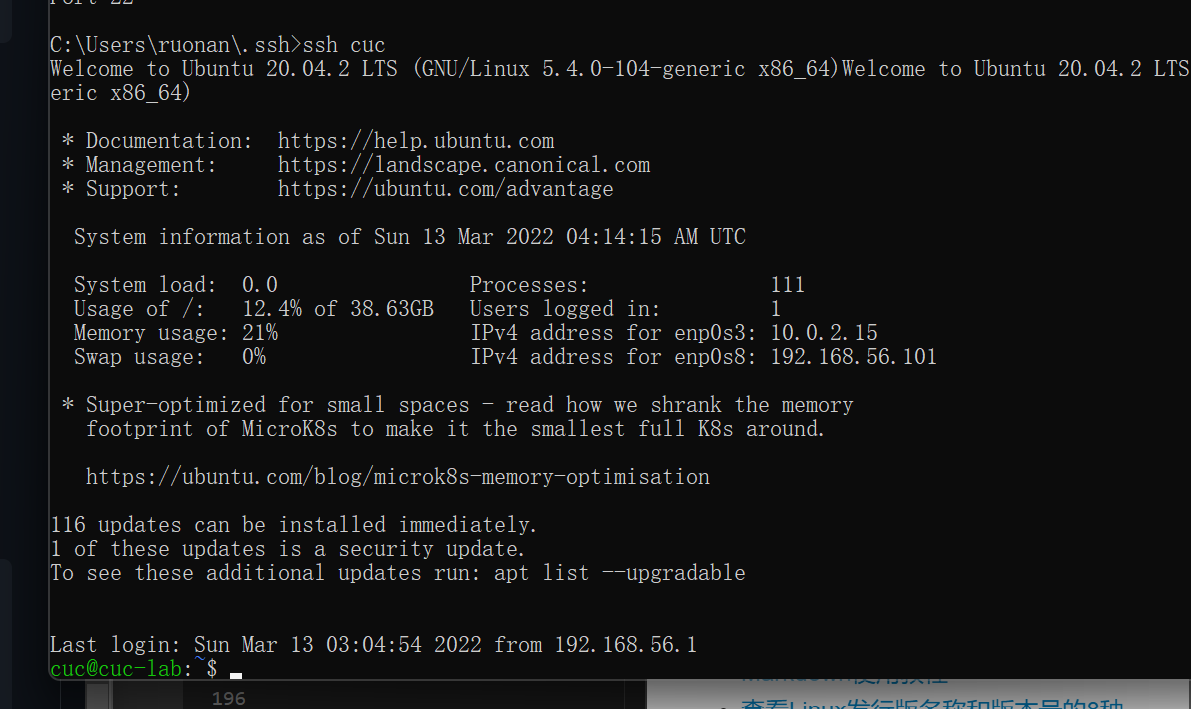 Port 22
C:\Users\ruonan\.ssh>ssh cuc
Welcome to Ubuntu 20.04.2 LTS (GNU/Linux 5.4.0-104-generic x86_64)Welcome to Ubuntu 20.04.2 LTS
eric x86_64)
* Documentation:  https://help.ubuntu.com
* Management:     https://landscape.canonical.com
* Support:        https://ubuntu.com/advantage
System information as of Sun 13 Mar 2022 04:14:15 AM UTC
System load:  0.0                Processes:               111
Usage of /:   12.4% of 38.63GB   Users logged in:         1
Memory usage: 21%                IPv4 address for enp0s3: 10.0.2.15
Swap usage:   0%                 IPv4 address for enp0s8: 192.168.56.101
* Super-optimized for small spaces - read how we shrank the memory
footprint of MicroK8s to make it the smallest full K8s around.
https://ubuntu.com/blog/microk8s-memory-optimisation
116 updates can be installed immediately.
1 of these updates is a security update.
To see these additional updates run: apt list --upgradable
Last login: Sun Mar 13 03:04:54 2022 from 192.168.56.1
cuc@cuc-lab:~$
196
查看Linux发行版名称和版本号的8种